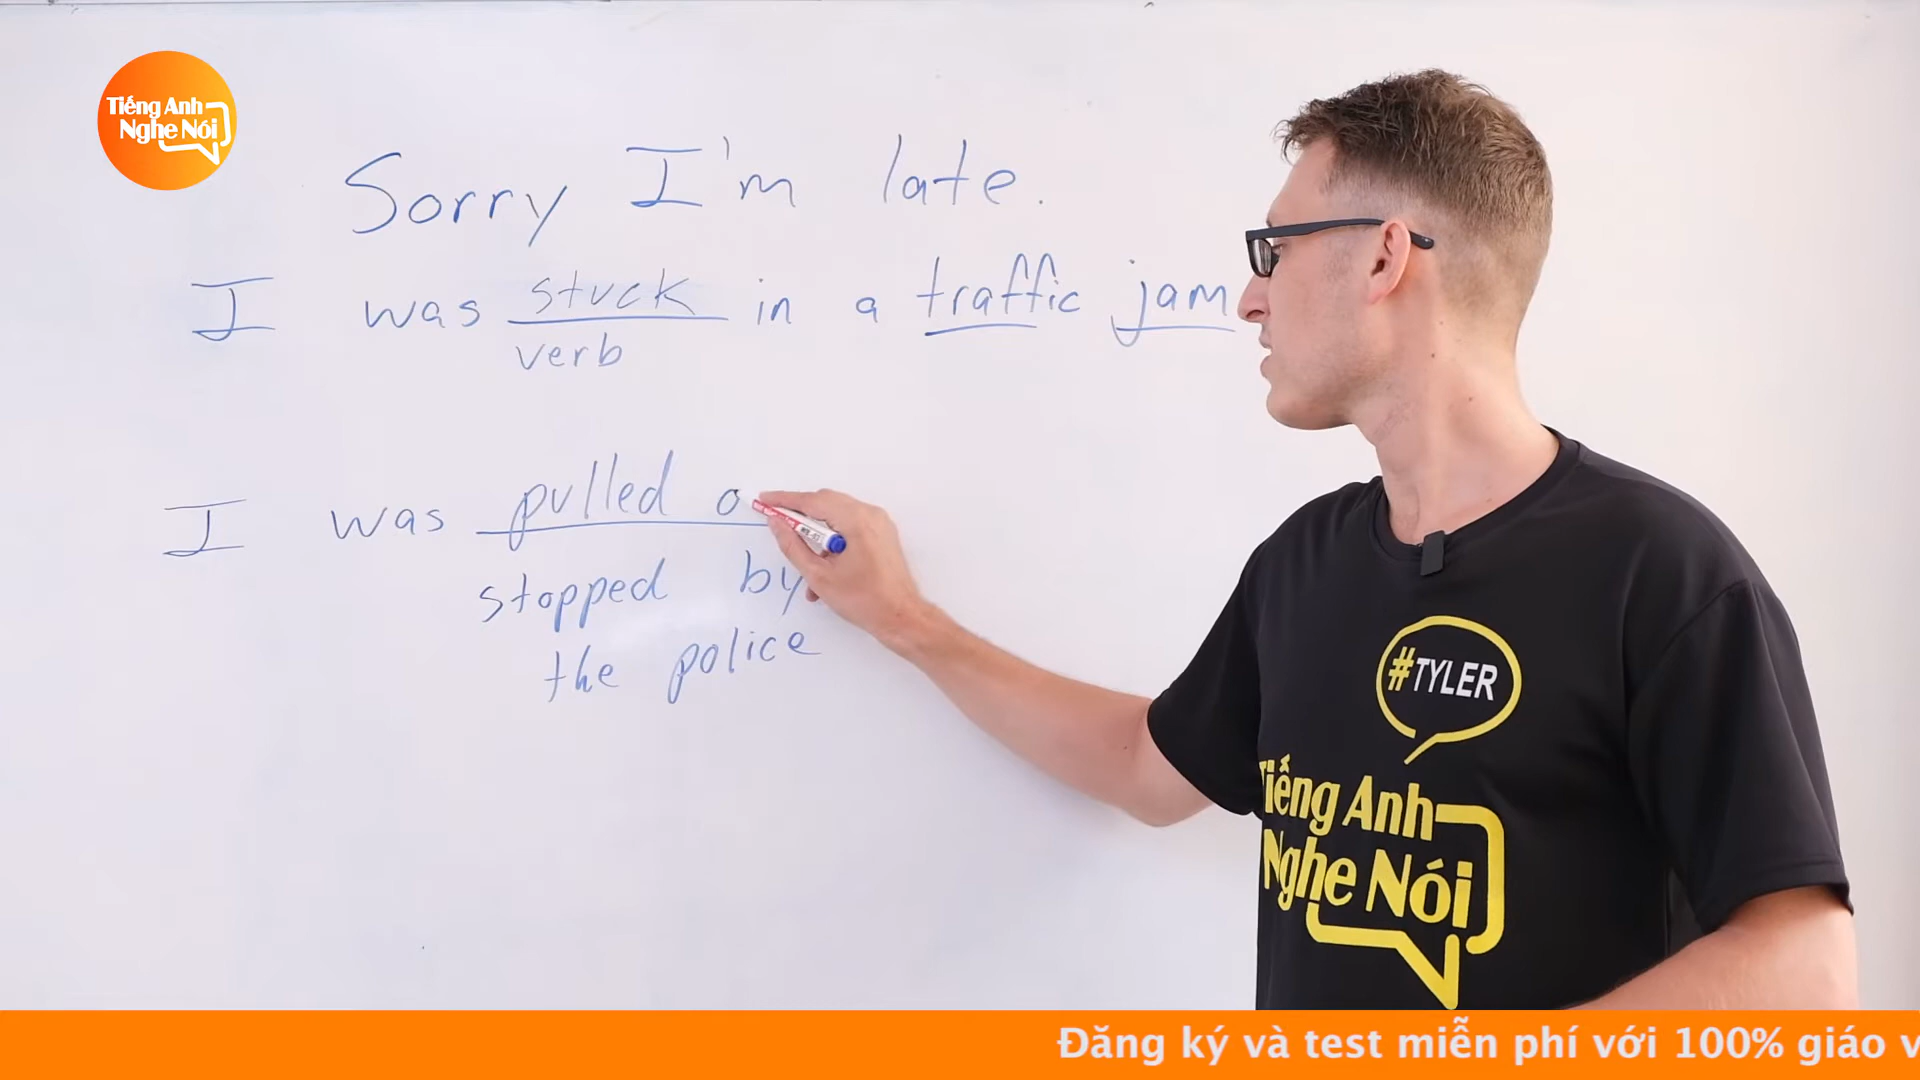 Tiếng Anh
Nghe Nói
Sorry I'm late.
I was stuck in a traffic jam
verb
I was pulled o
stopped by
the police
#TYLER
Tiếng Anh
Nghe Nói
Đăng ký và test miễn phí với 100% giáo v